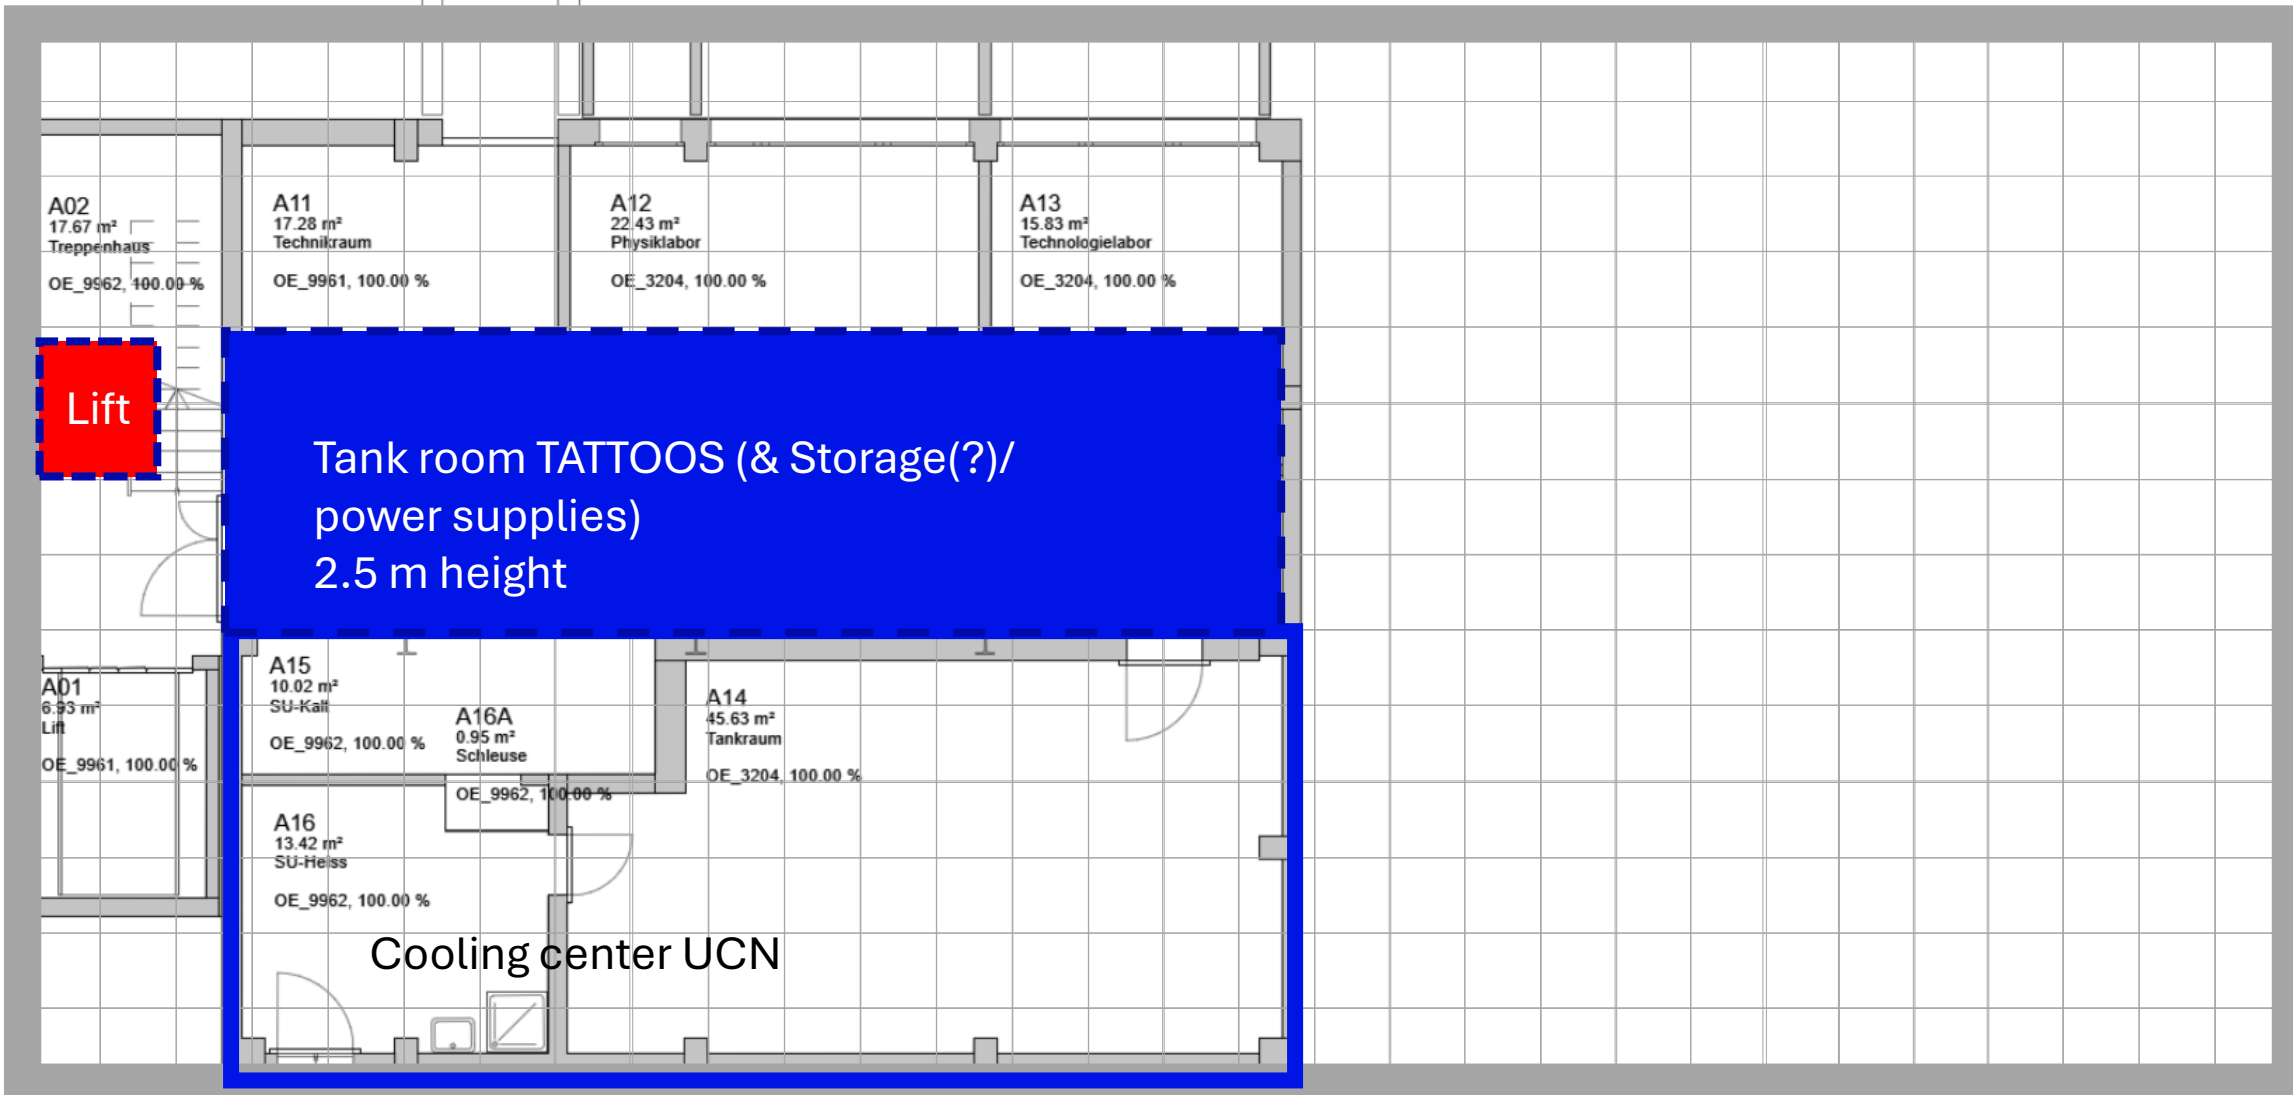 A02
17.67 m²
Treppenhaus
OE_9962, 100.00 %
A11
17.28 m²
Technikraum
OE_9961, 100.00 %
A12
22.43 m²
Physiklabor
OE_3204, 100.00 %
A13
15.83 m²
Technologielabor
OE_3204, 100.00 %
Lift
Tank room TATTOOS (& Storage(?)/
power supplies)
2.5 m height
A01
6.93 m²
Lift
OE_9961, 100.00 %
A15
10.02 m²
SU-Kalt
OE_9962, 100.00 %
A16A
0.95 m²
Schleuse
OE_9962, 100.00 %
A14
45.63 m²
Tankraum
OE_3204, 100.00 %
A16
13.42 m²
SU-Heiss
OE_9962, 100.00 %
Cooling center UCN